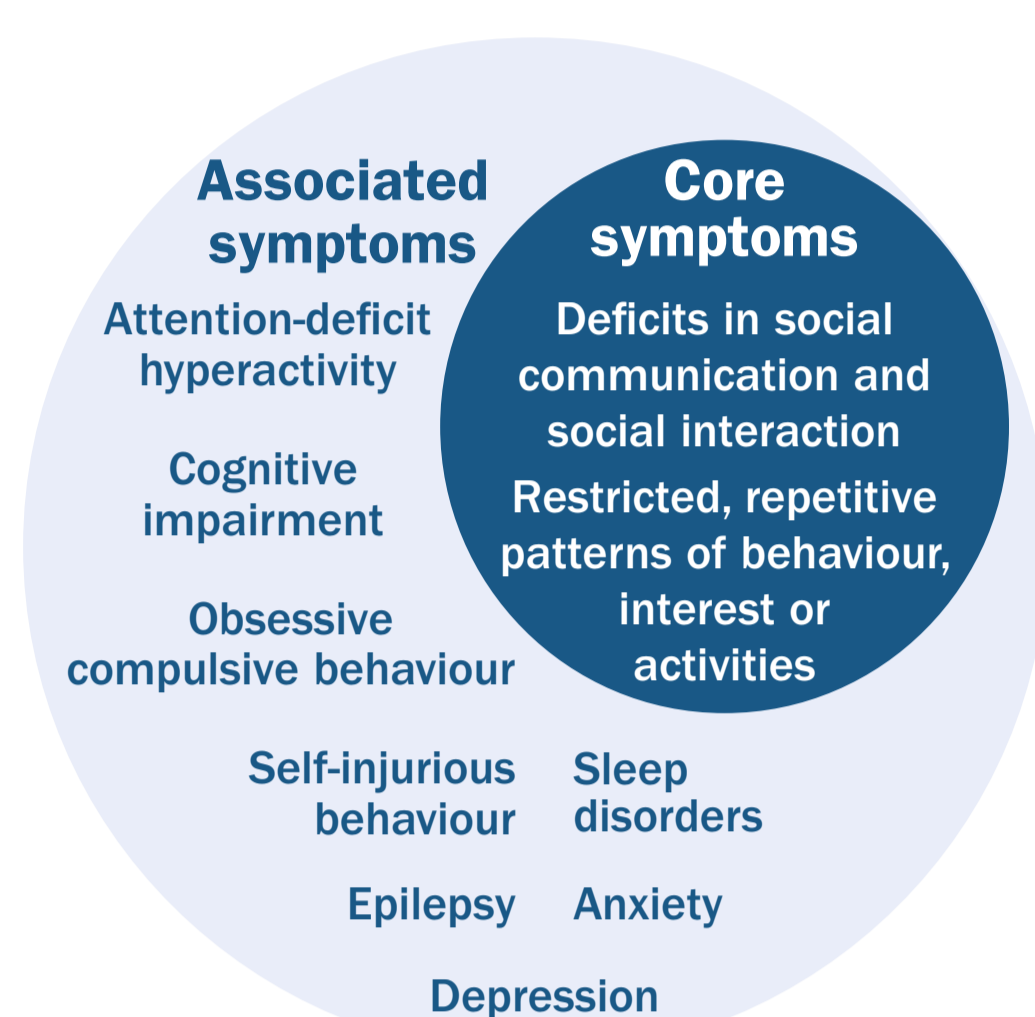 Associated
symptoms
Attention-deficit
hyperactivity
Cognitive
impairment
Obsessive
compulsive behaviour
Self-injurious
behaviour
Epilepsy
Sleep
disorders
Anxiety
Depression
Core
symptoms
Deficits in social
communication and
social interaction
Restricted, repetitive
patterns of behaviour,
interest or
activities